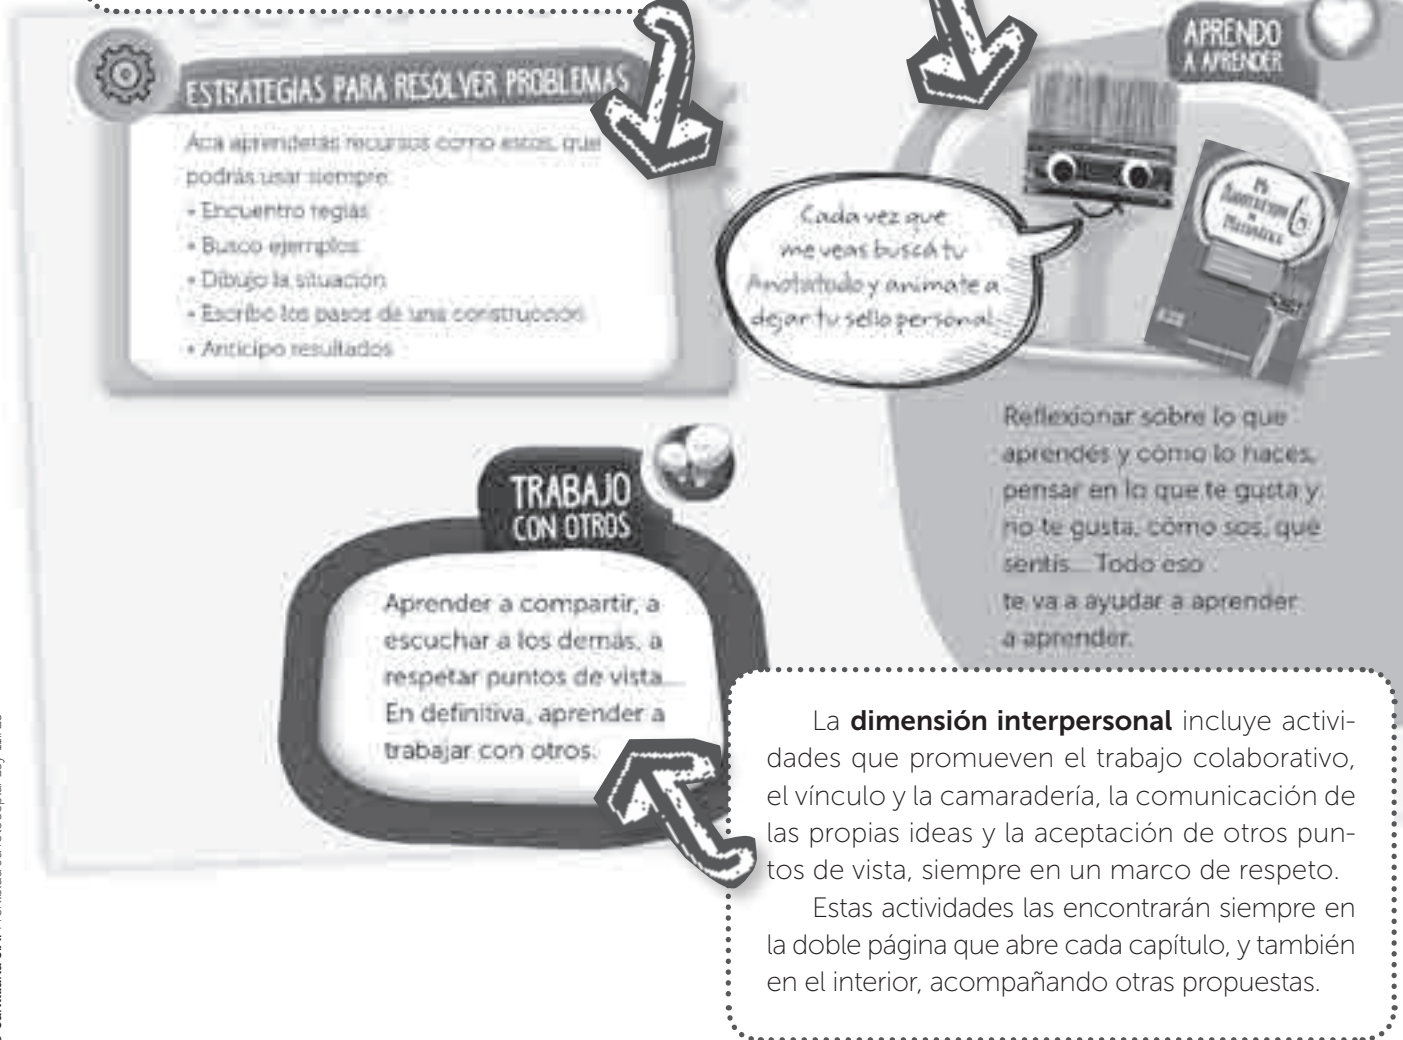 ESTRATEGIAS PARA RESOLVER PROBLEMAS
Acá aprenderás recursos como estos, que
podrás usar siempre.
• Encuentro reglas
• Busco ejemplos
• Dibujo la situación
• Escribo los pasos de una construcción
• Anticipo resultados
APRENDO
A APRENDER
Cada vez que
me veas buscá tu
Anotatodo y animate a
dejar tu sello personal.
Mi
Anotatodo 6
de
Matemática
Reflexionar sobre lo que
aprendés y cómo lo hacés,
pensar en lo que te gusta y
no te gusta, cómo sos, qué
sentís... Todo eso
te va a ayudar a aprender
a aprender.
TRABAJO
CON OTROS
Aprender a compartir, a
escuchar a los demás, a
respetar puntos de vista...
En definitiva, aprender a
trabajar con otros.
La dimensión interpersonal incluye activi-
dades que promueven el trabajo colaborativo,
el vínculo y la camaradería, la comunicación de
las propias ideas y la aceptación de otros pun-
tos de vista, siempre en un marco de respeto.
Estas actividades las encontrarán siempre en
la doble página que abre cada capítulo, y también
en el interior, acompañando otras propuestas.